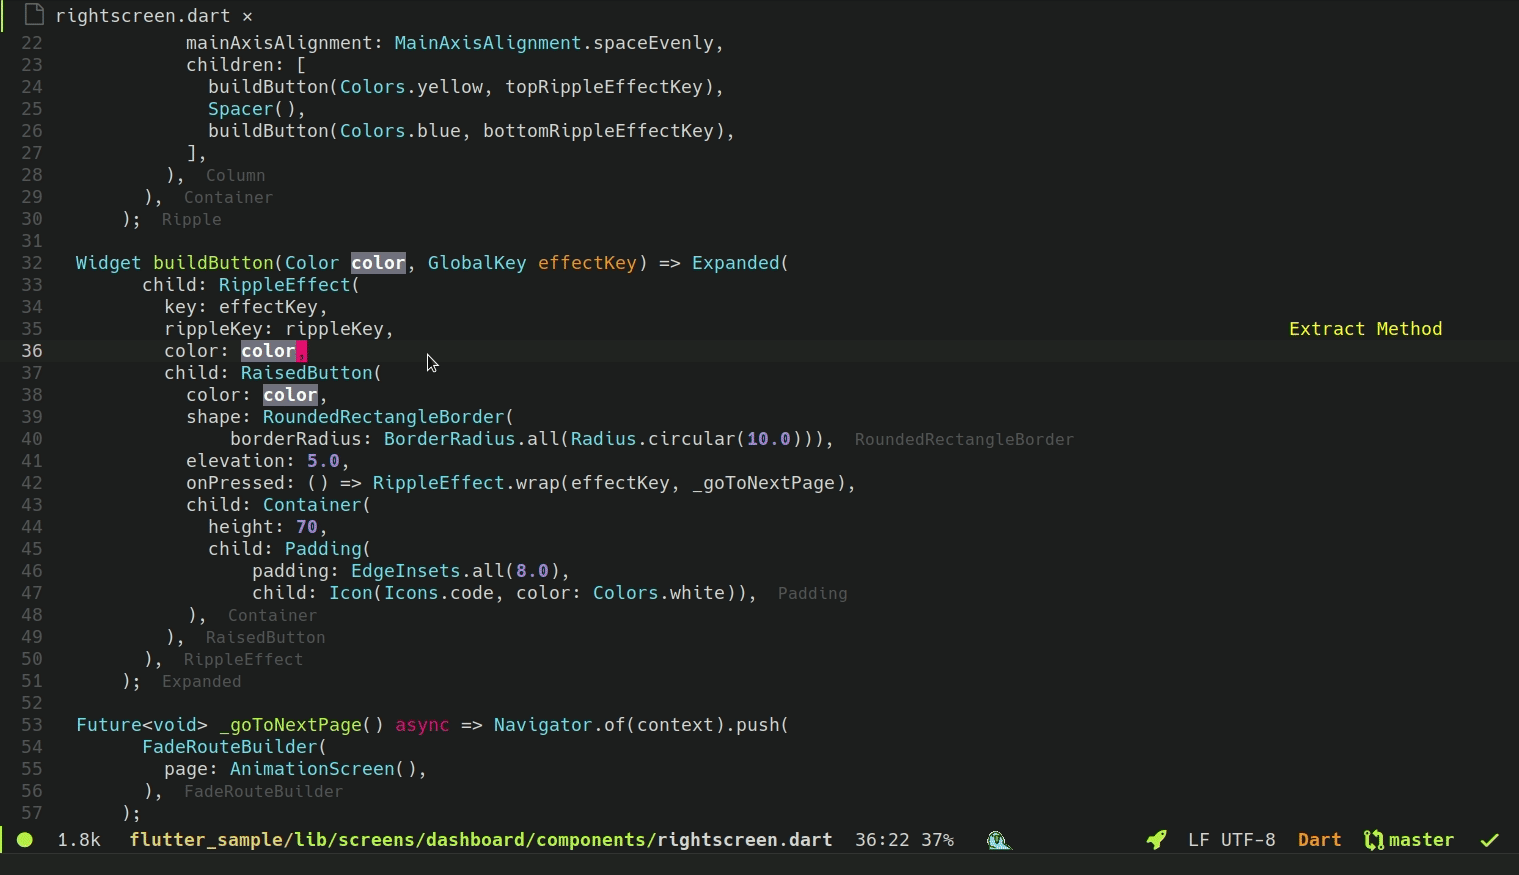 rightscreen.dart ×
22 mainAxisAlignment: MainAxisAlignment.spaceEvenly,
23 children: [
24 buildButton(Colors.yellow, topRippleEffectKey),
25 Spacer(),
26 buildButton(Colors.blue, bottomRippleEffectKey),
27 ],
28 ), Column
29 ), Container
30 ); Ripple
31
32 Widget buildButton(Color color, GlobalKey effectKey) => Expanded(
33 child: RippleEffect(
34 key: effectKey,
35 rippleKey: rippleKey, Extract Method
36 color: color,
37 child: RaisedButton(
38 color: color,
39 shape: RoundedRectangleBorder(
40 borderRadius: BorderRadius.all(Radius.circular(10.0))), RoundedRectangleBorder
41 elevation: 5.0,
42 onPressed: () => RippleEffect.wrap(effectKey, _goToNextPage),
43 child: Container(
44 height: 70,
45 child: Padding(
46 padding: EdgeInsets.all(8.0),
47 child: Icon(Icons.code, color: Colors.white)), Padding
48 ), Container
49 ), RaisedButton
50 ), RippleEffect
51 ); Expanded
52
53 Future<void> _goToNextPage() async => Navigator.of(context).push(
54 FadeRouteBuilder(
55 page: AnimationScreen(),
56 ), FadeRouteBuilder
57 );
1.8k flutter_sample/lib/screens/dashboard/components/rightscreen.dart 36:22 37% LF UTF-8 Dart master